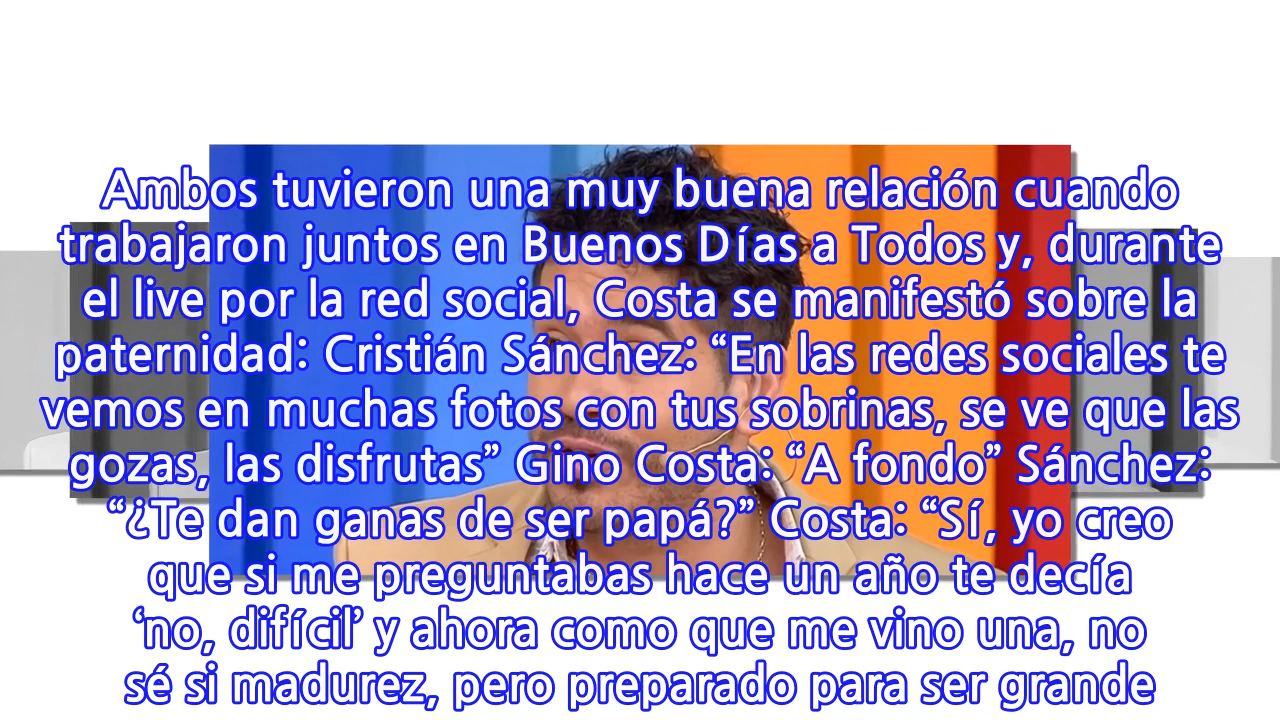 Ambos tuvieron una muy buena relación cuando
trabajaron juntos en Buenos Días a Todos y, durante
el live por la red social, Costa se manifestó sobre la
paternidad: Cristián Sánchez: “En las redes sociales te
vemos en muchas fotos con tus sobrinas, se ve que las
gozas, las disfrutas” Gino Costa: “A fondo” Sánchez:
“¿Te dan ganas de ser papá?” Costa: “Sí, yo creo
que si me preguntabas hace un año te decía
‘no, difícil’ y ahora como que me vino una, no
sé si madurez, pero preparado para ser grande